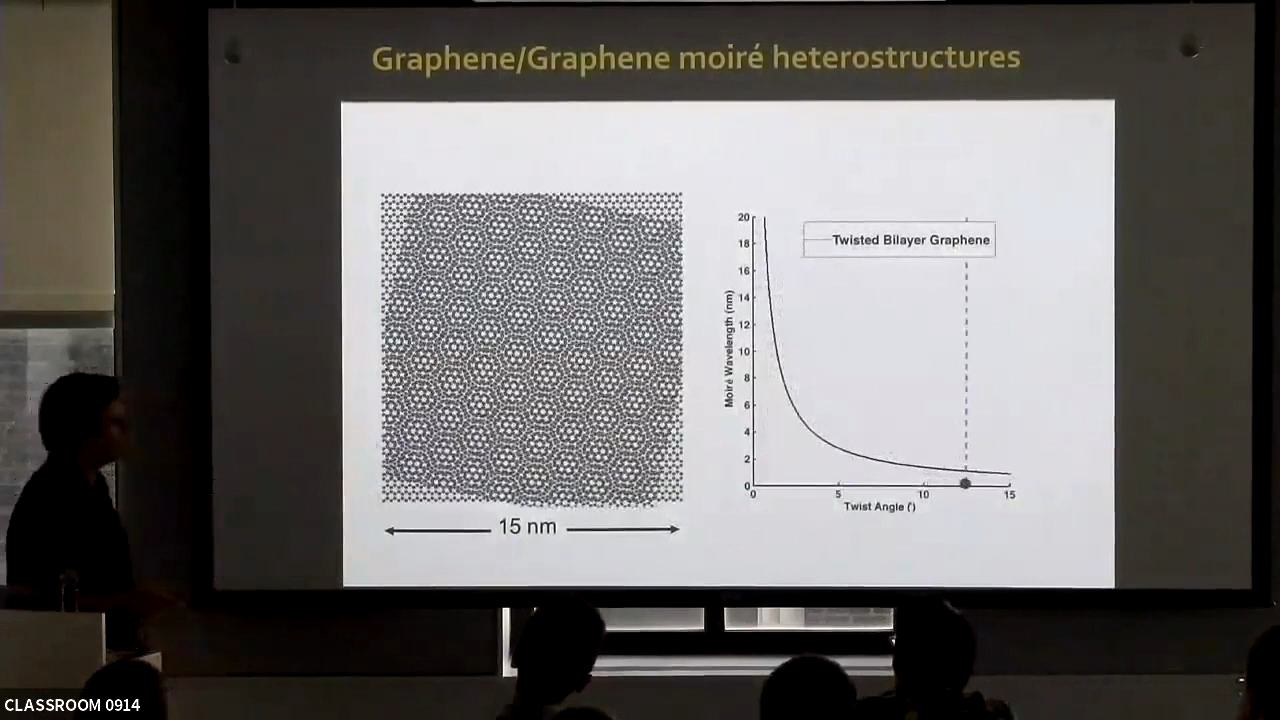 Graphene/Graphene moiré heterostructures
15 nm
Twisted Bilayer Graphene
Moiré Wavelength (nm)
20
18
16
14
12
10
8
6
4
2
0
0 5 10 15
Twist Angle (°)
CLASSROOM 0914